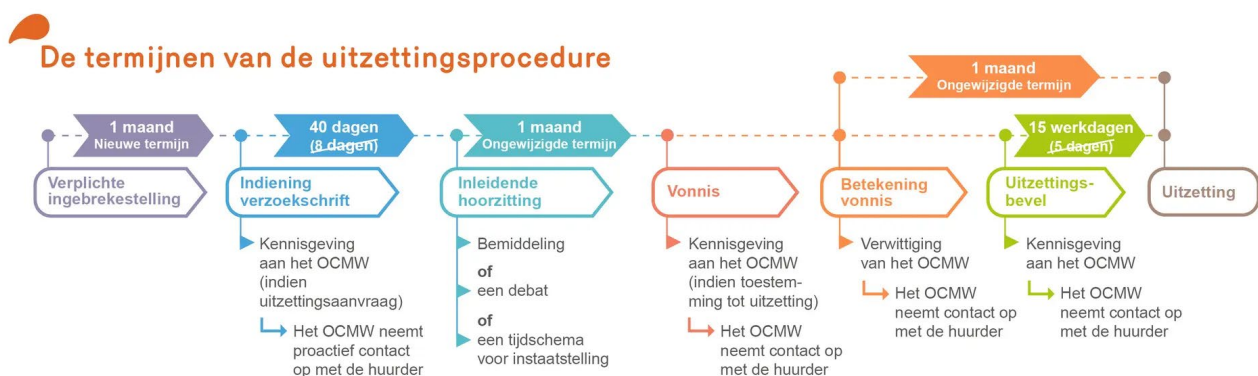 De termijnen van de uitzettingsprocedure
1 maand
Ongewijzigde termijn
1 maand
Nieuwe termijn
40 dagen
(8 dagen)
1 maand
Ongewijzigde termijn
15 werkdagen
(5 dagen)
Verplichte
ingebrekestelling
Indiening
verzoekschrift
Inleidende
hoorzitting
Vonnis
Betekening
vonnis
Uitzettings-
bevel
Uitzetting
Kennisgeving
aan het OCMW
(indien
uitzettingsaanvraag)
Het OCMW neemt
proactief contact
op met de huurder
Bemiddeling
of
een debat
of
een tijdschema
voor instaatstelling
Kennisgeving
aan het OCMW
(indien toestem-
ming tot uitzetting)
Het OCMW
neemt contact op
met de huurder
Verwittiging
van het OCMW
Het OCMW
neemt contact op
met de huurder
Kennisgeving
aan het OCMW
Het OCMW
neemt contact op
met de huurder